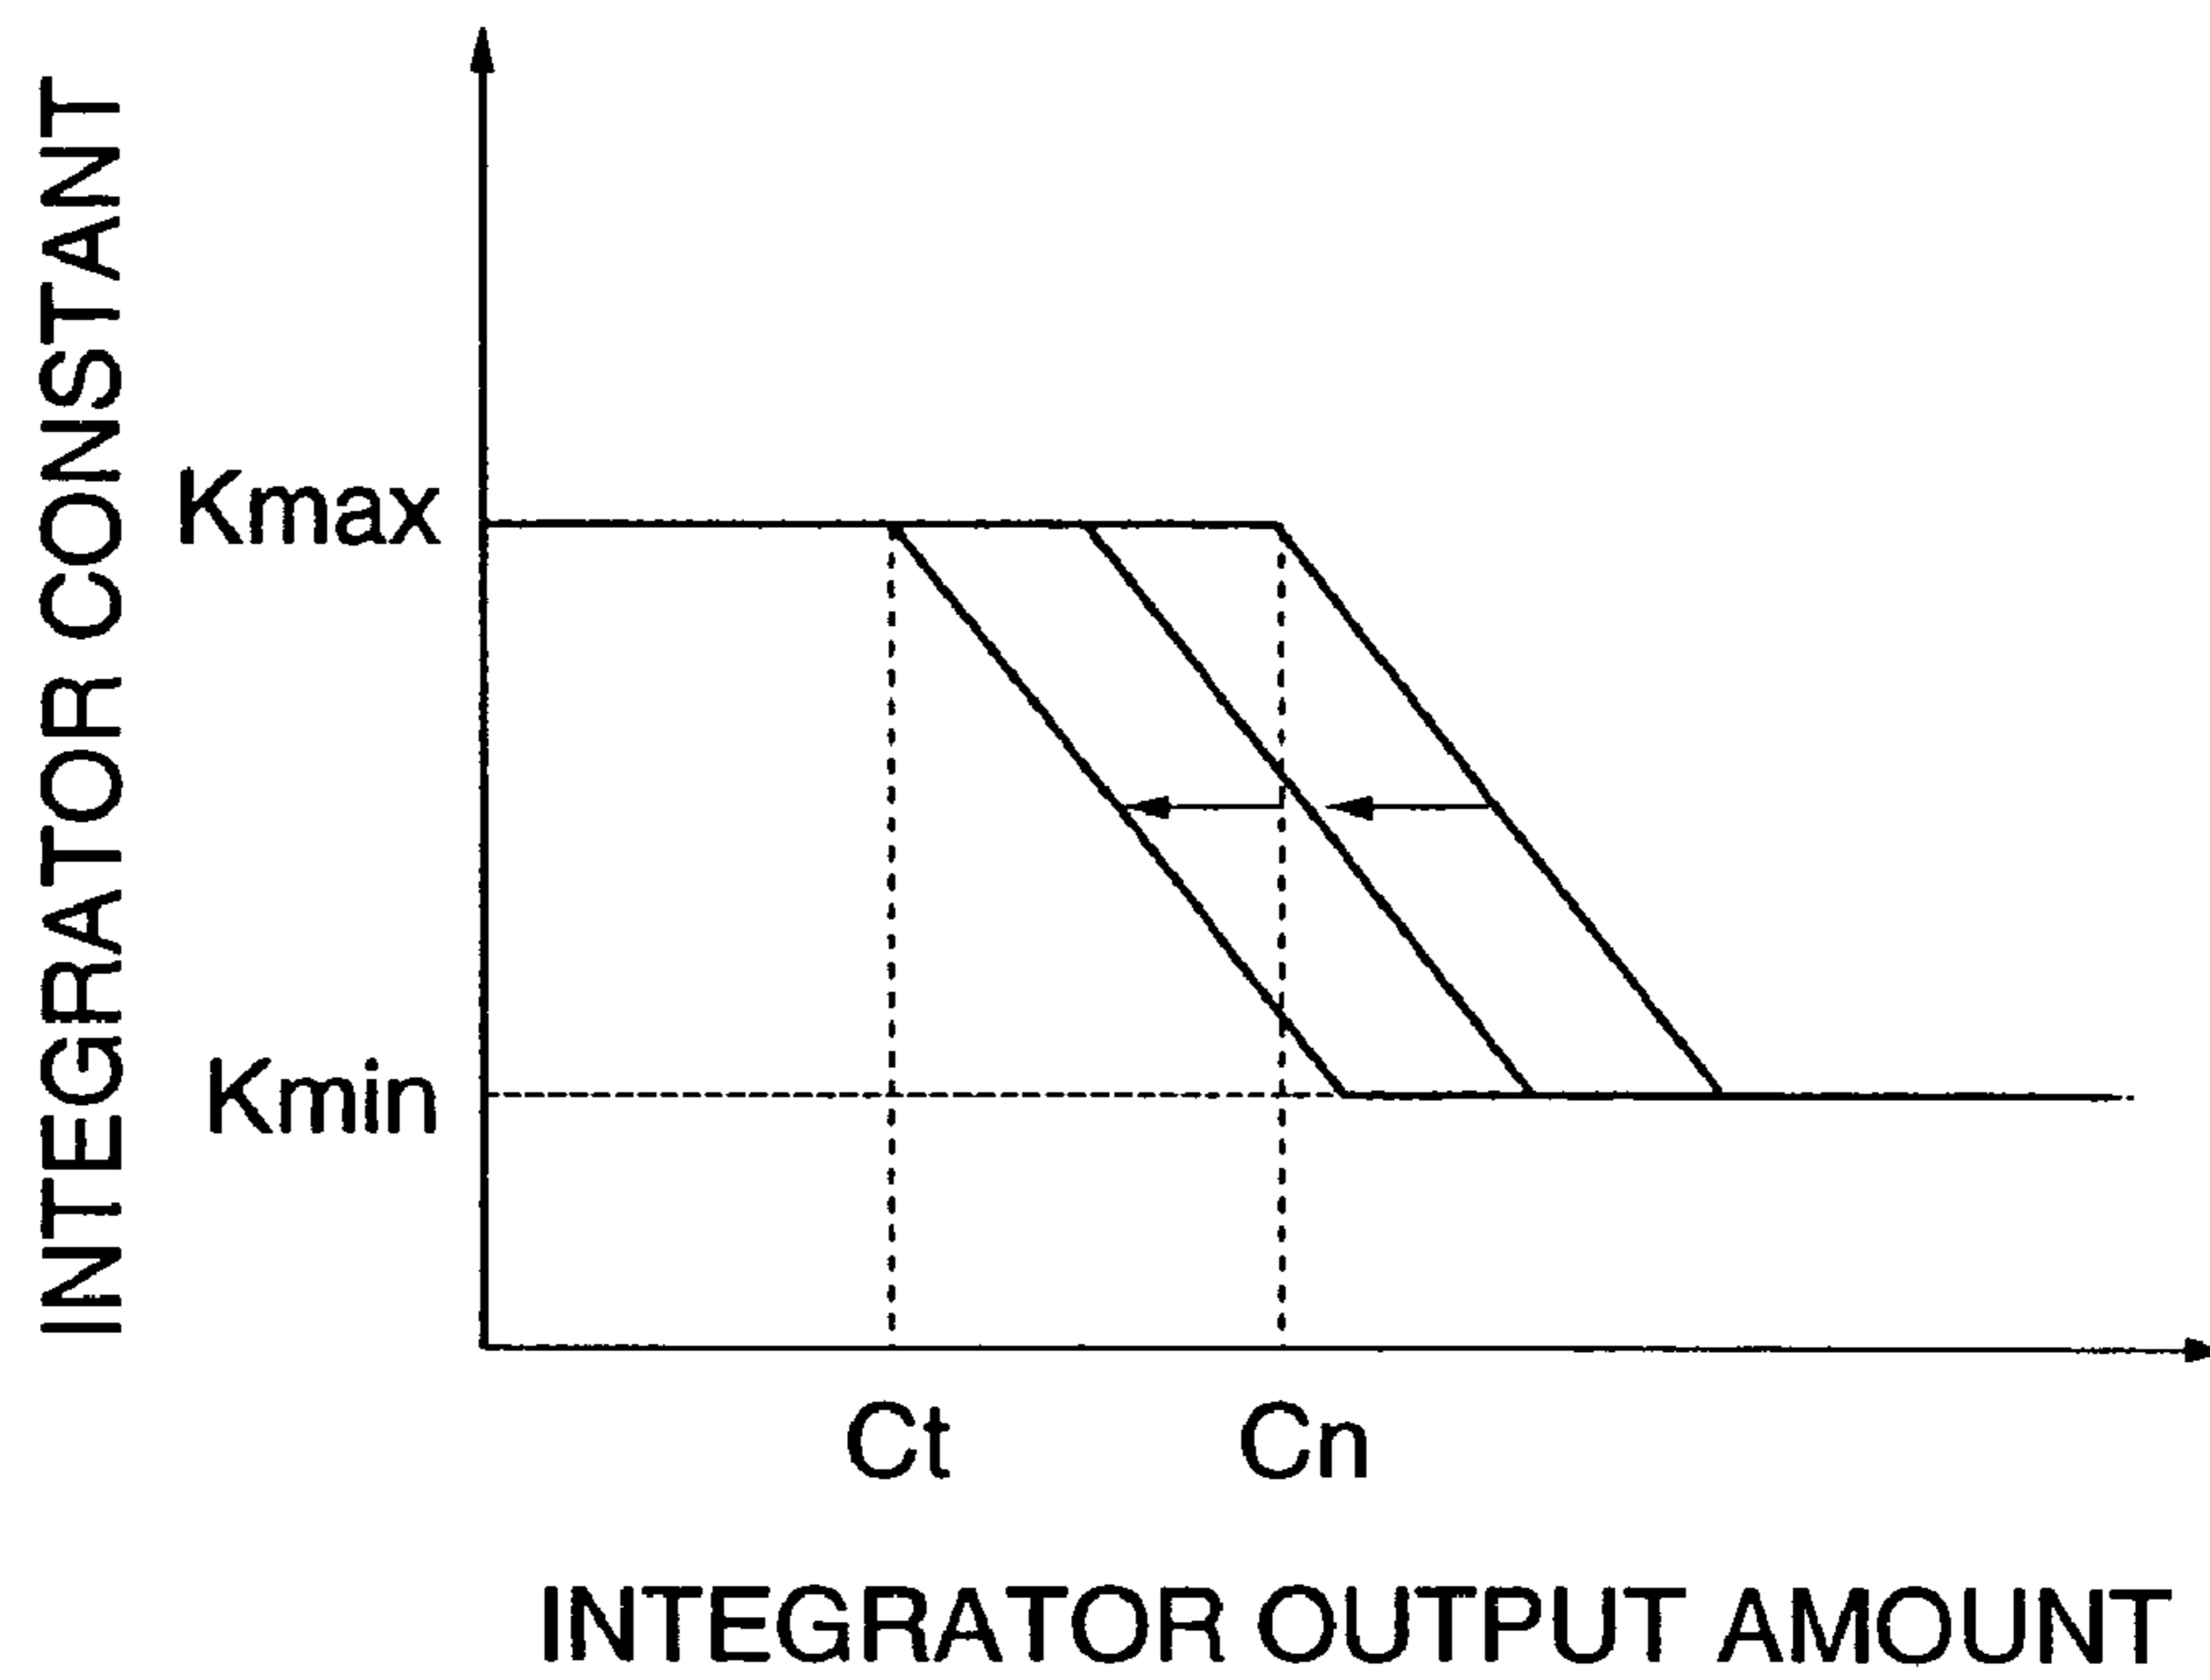 INTEGRATOR CONSTANT
Kmax
Kmin
Ct
Cn
INTEGRATOR OUTPUT AMOUNT